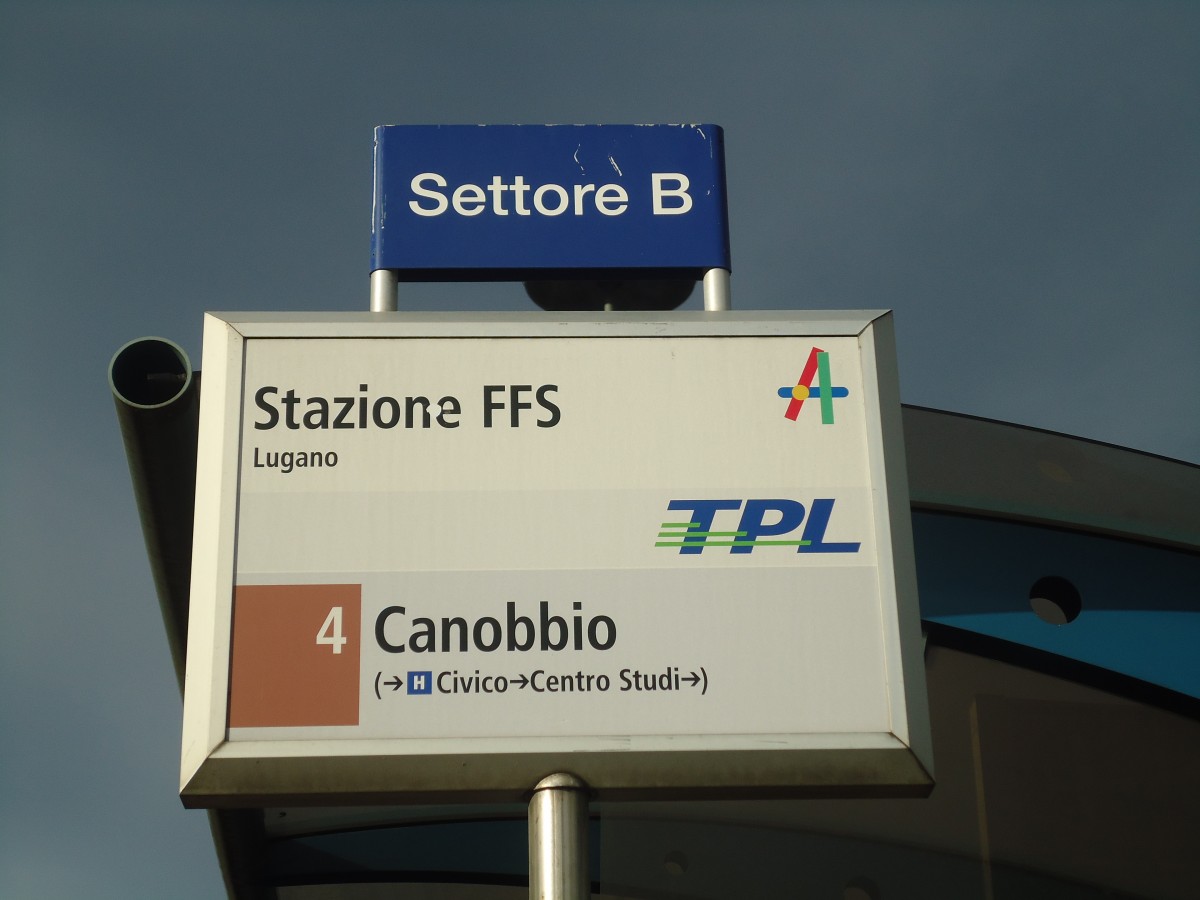 Settore B
Stazione FFS
Lugano
TPL
4 Canobbio
(→H Civico→Centro Studi→)